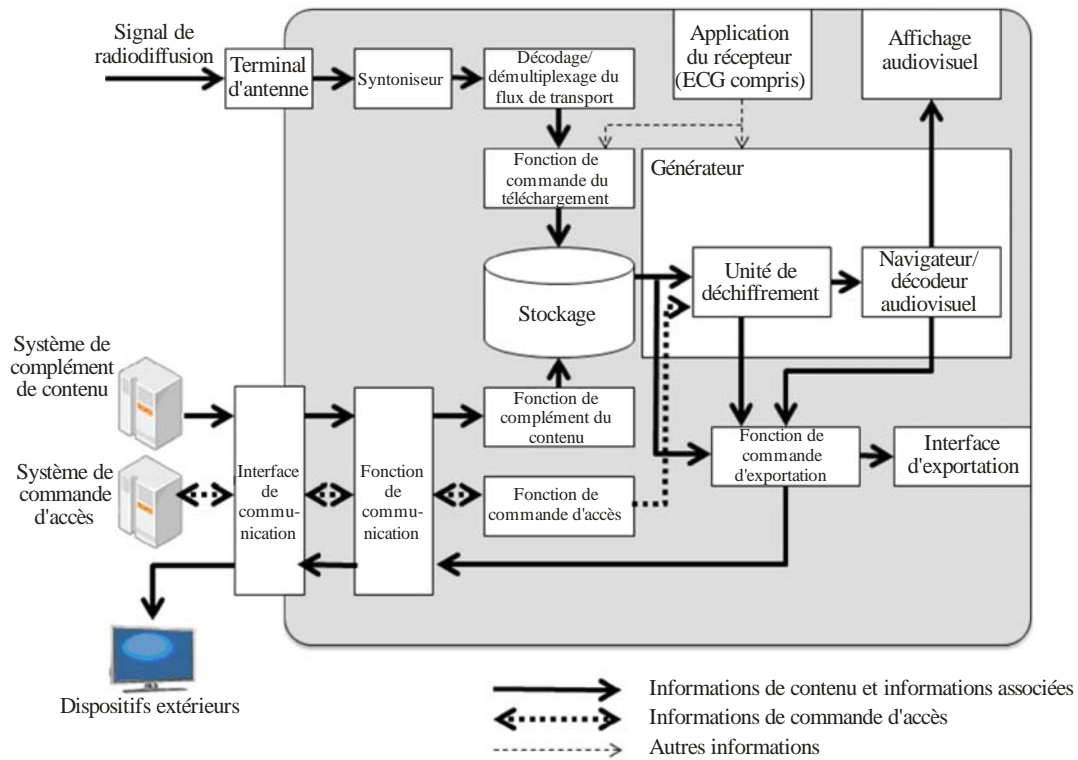 Signal de
radiodiffusion
Terminal
d'antenne
Syntoniseur
Décodage/
démultiplexage du
flux de transport
Application
du récepteur
(ECG compris)
Affichage
audiovisuel
Fonction de
commande du
téléchargement
Générateur
Stockage
Unité de
déchiffrement
Navigateur/
décodeur
audiovisuel
Système de
complément
de contenu
Fonction de
complément du
contenu
Système de
commande
d'accès
Interface
de
commu-
nication
Fonction
de
commu-
nication
Fonction de
commande d'accès
Fonction de
commande
d'exportation
Interface
d'exportation
Dispositifs extérieurs
Informations de contenu et informations associées
Informations de commande d'accès
Autres informations